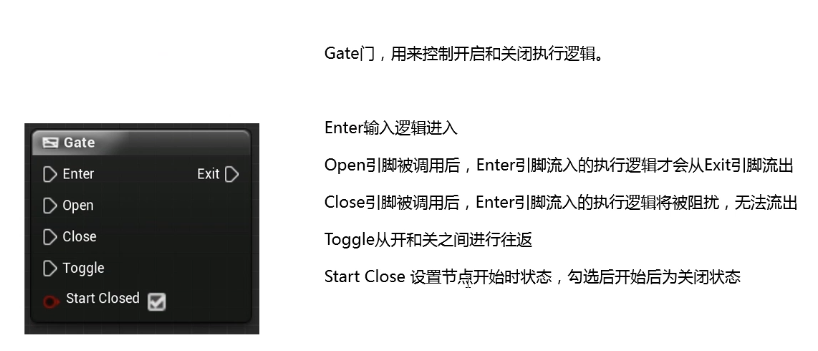 Gate门，用来控制开启和关闭执行逻辑。
Gate
Enter
Exit
Open
Close
Toggle
Start Closed
Enter输入逻辑进入
Open引脚被调用后，Enter引脚流入的执行逻辑才会从Exit引脚流出
Close引脚被调用后，Enter引脚流入的执行逻辑将被阻扰，无法流出
Toggle从开和关之间进行往返
Start Close 设置节点开始时状态，勾选后开始后为关闭状态